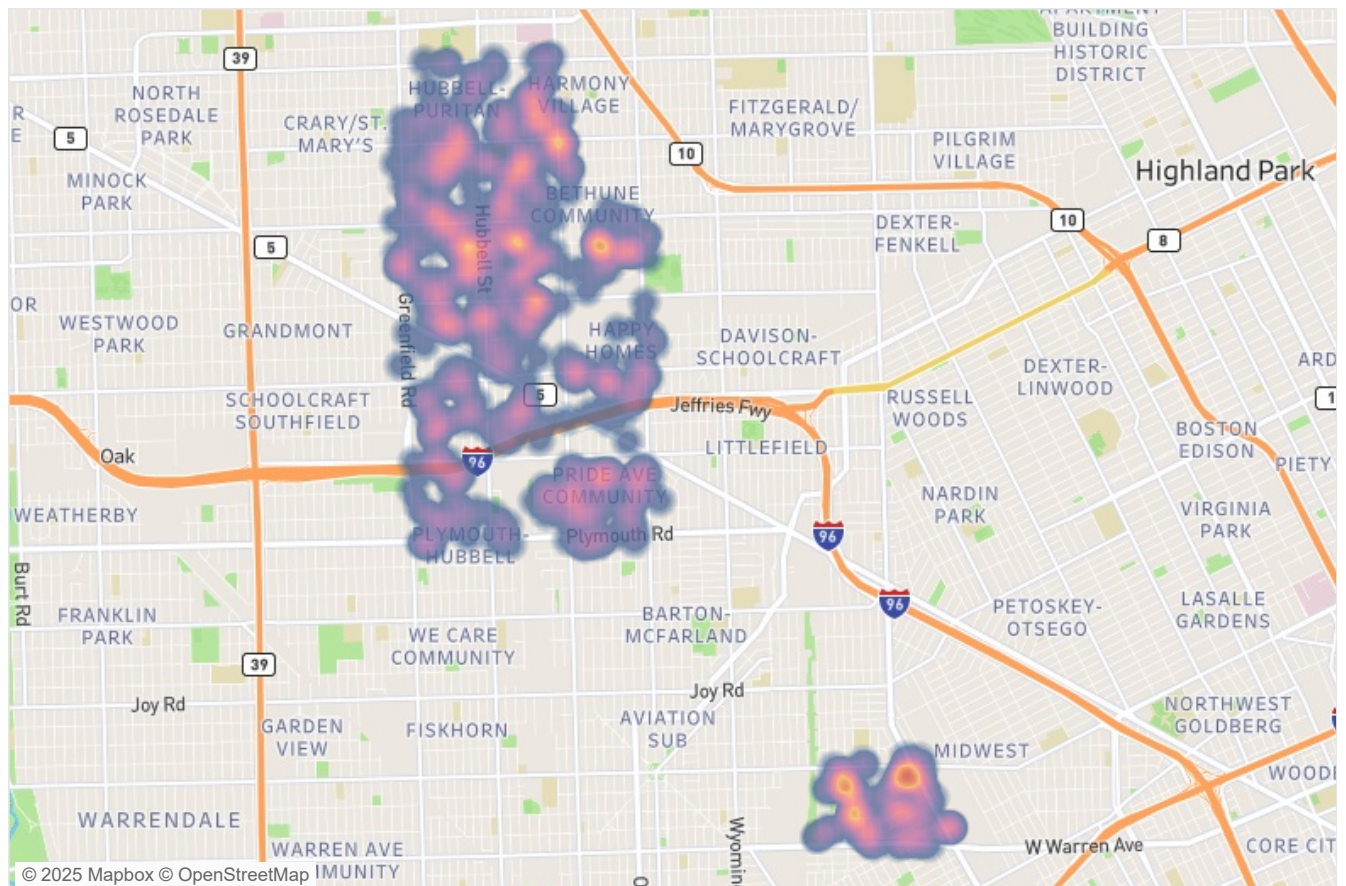 APARTMENT
BUILDING
HISTORIC
DISTRICT
39
HUBBELL-
PURITAN
HARMONY
VILLAGE
NORTH
ROSEDALE
PARK
R
E
5
CRARY/ST.
MARY'S
FITZGERALD/
MARYGROVE
10
PILGRIM
VILLAGE
Highland Park
MINOCK
PARK
BETHUNE
COMMUNITY
10
DEXTER-
FENKELL
8
5
Hubbell St
OR
WESTWOOD
PARK
GRANDMONT
Greenfield Rd
HAPPY
HOMES
DAVISON-
SCHOOLCRAFT
DEXTER-
LINWOOD
ARD
1
SCHOOLCRAFT
SOUTHFIELD
5
Jeffries Fwy
RUSSELL
WOODS
BOSTON
EDISON
Oak
96
LITTLEFIELD
PIETY
PRIDE AVE
COMMUNITY
NARDIN
PARK
VIRGINIA
PARK
WEATHERBY
PLYMOUTH-
HUBBELL
Plymouth Rd
96
Burt Rd
FRANKLIN
PARK
96
BARTON-
MCFARLAND
PETOSKEY-
OTSEGO
LASALLE
GARDENS
WE CARE
COMMUNITY
39
Joy Rd
Joy Rd
GARDEN
VIEW
FISKHORN
AVIATION
SUB
NORTHWEST
GOLDBERG
MIDWEST
WOOD
WARRENDALE
Wyomin
WARREN AVE
MMUNITY
W Warren Ave
CORE CIT
© 2025 Mapbox © OpenStreetMap